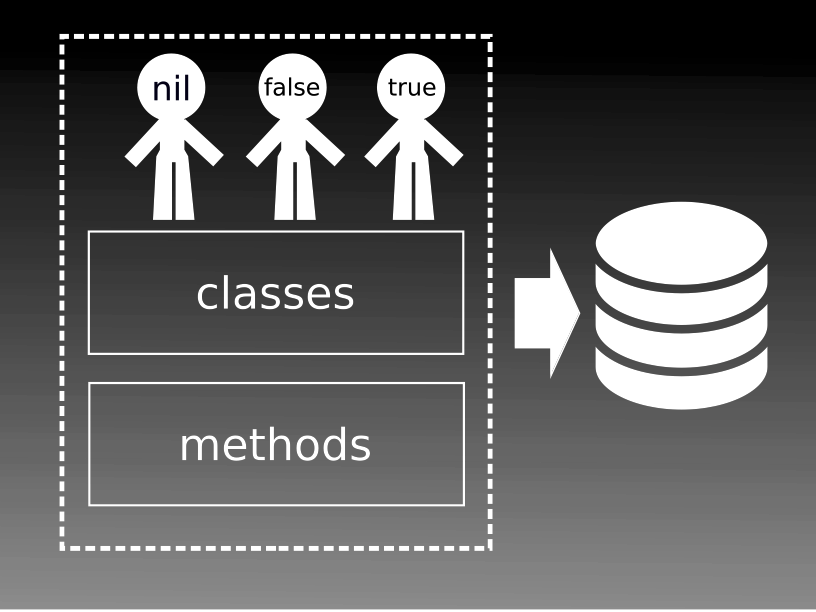 nil
false
true
classes
methods